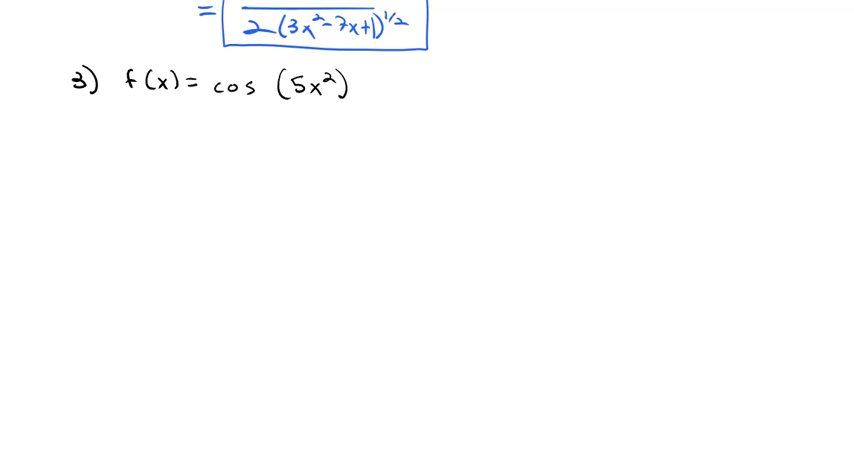 = 2(3x²-7x+1)^1/2
3) f(x) = cos (5x²)